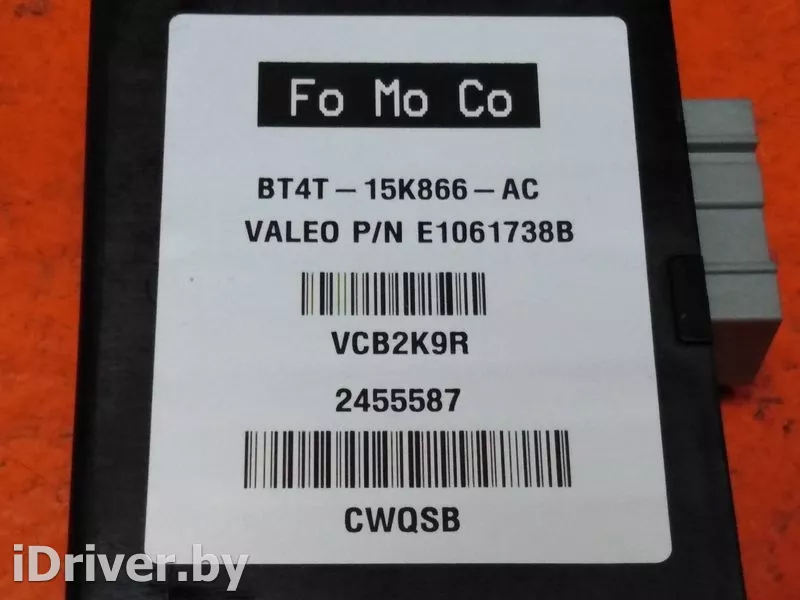 Fo Mo Co
BT4T-15K866-AC
VALEO P/N E1061738B
VCB2K9R
2455587
CWQSB
iDriver.by